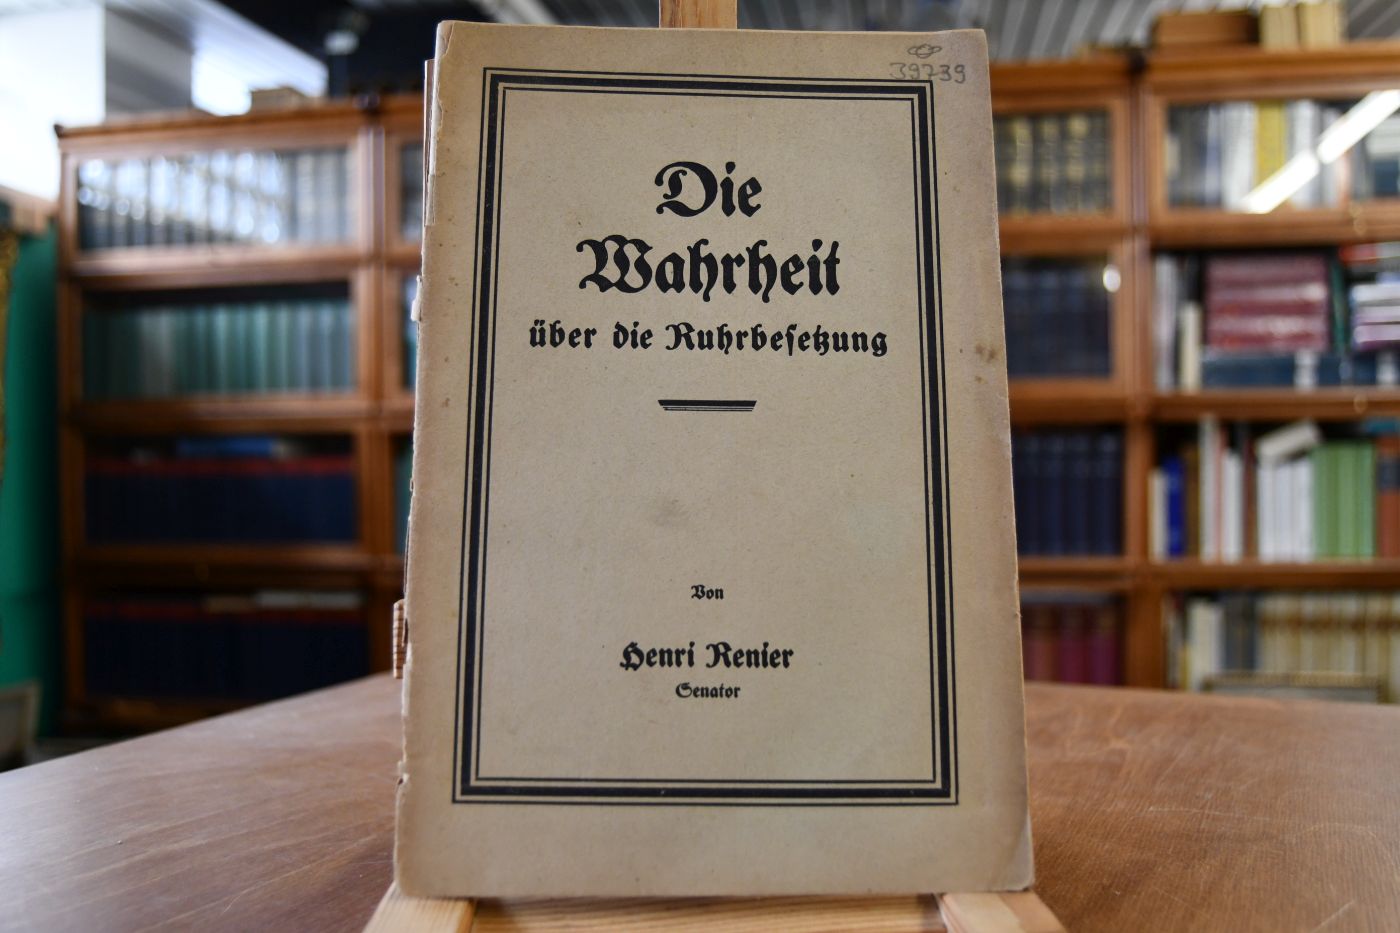 39739
Die
Wahrheit
über die Ruhrbeſetzung
Von
Henri Renier
Senator